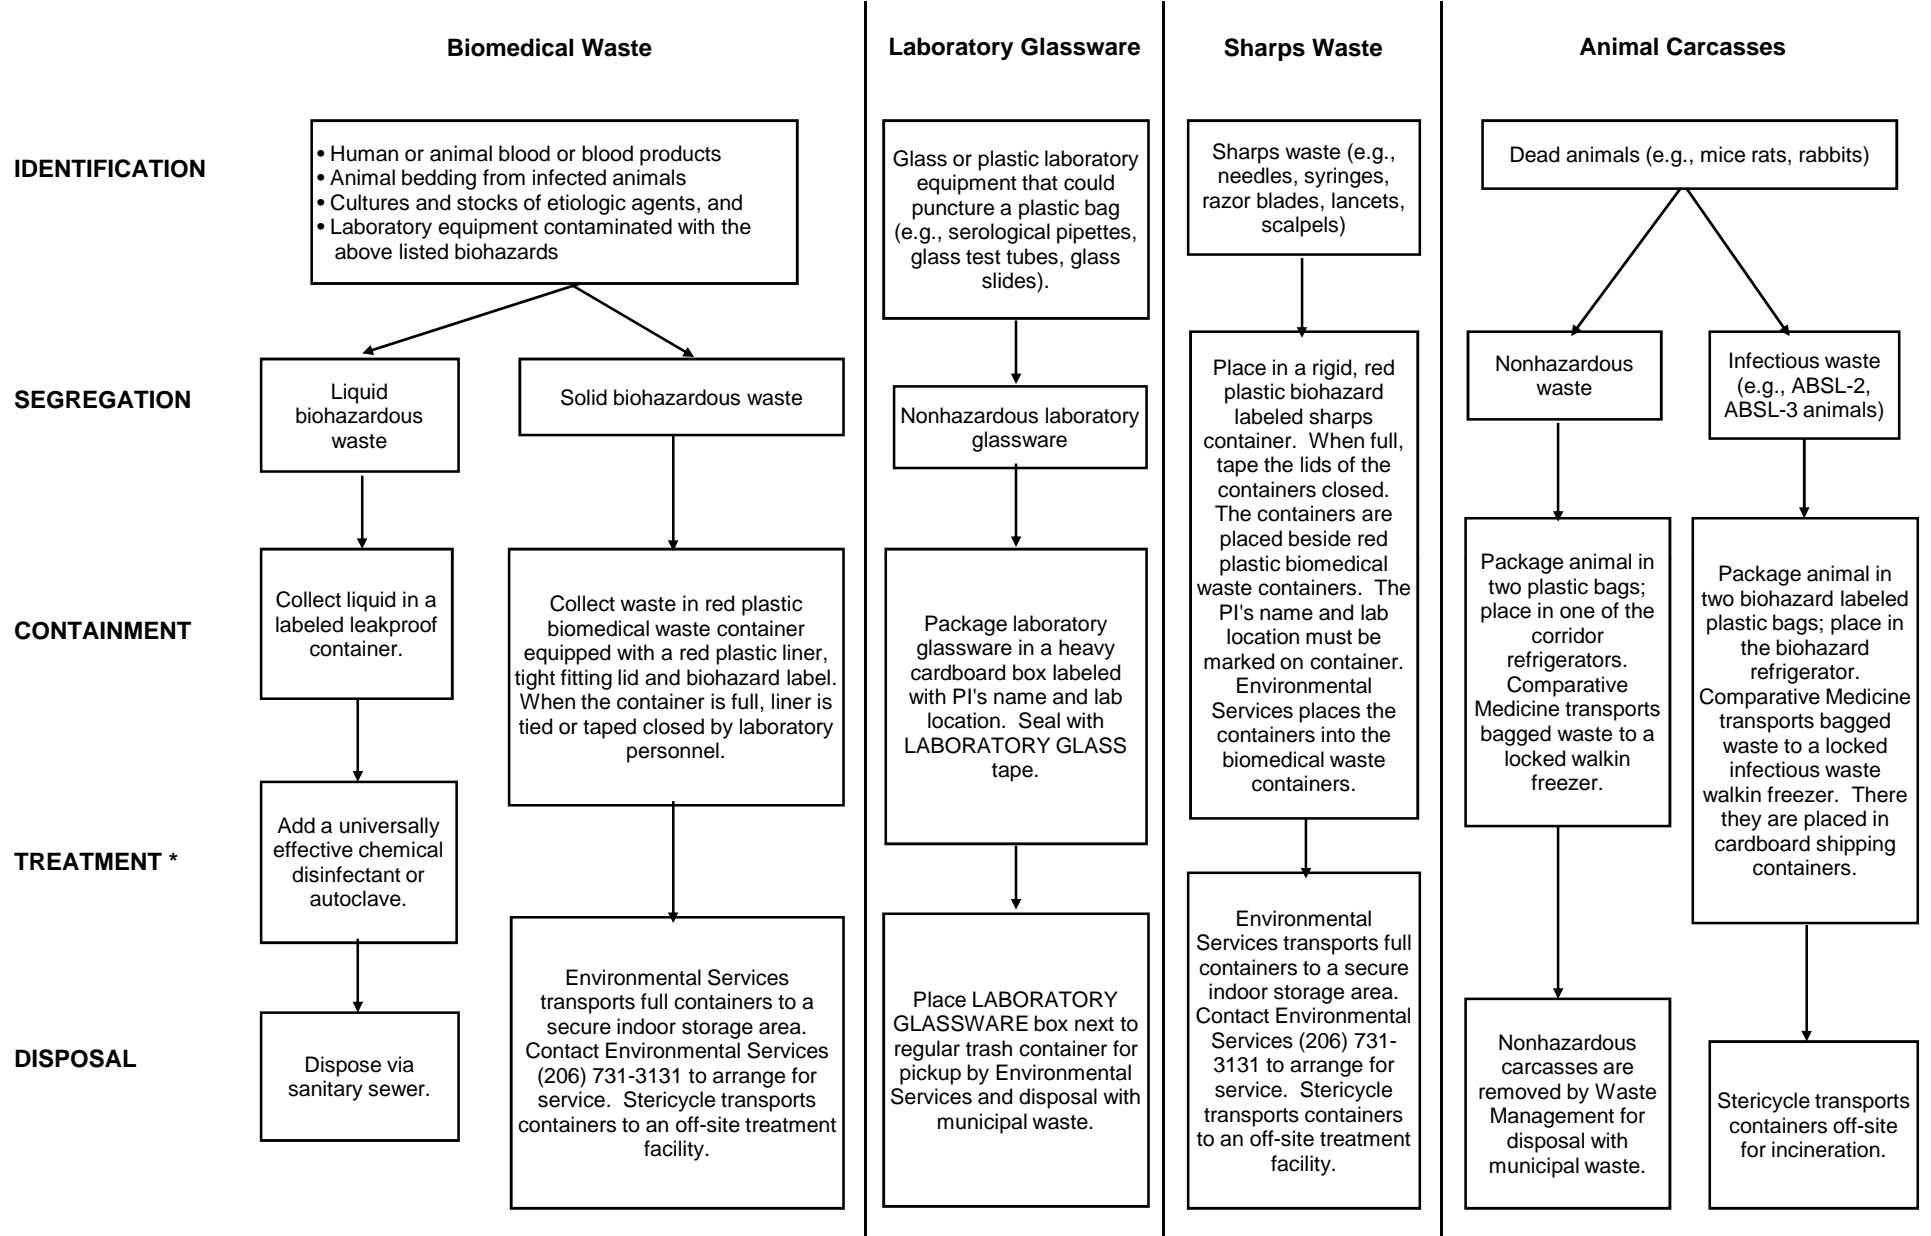 Biomedical Waste
Laboratory Glassware
Sharps Waste
Animal Carcasses
IDENTIFICATION
• Human or animal blood or blood products
• Animal bedding from infected animals
• Cultures and stocks of etiologic agents, and
• Laboratory equipment contaminated with the
above listed biohazards
Glass or plastic laboratory
equipment that could
puncture a plastic bag
(e.g., serological pipettes,
glass test tubes, glass
slides).
Sharps waste (e.g.,
needles, syringes,
razor blades, lancets,
scalpels)
Dead animals (e.g., mice rats, rabbits)
SEGREGATION
Liquid
biohazardous
waste
Solid biohazardous waste
Nonhazardous laboratory
glassware
Place in a rigid, red
plastic biohazard
labeled sharps
container.  When full,
tape the lids of the
containers closed.
The containers are
placed beside red
plastic biomedical
waste containers.  The
PI's name and lab
location must be
marked on container.
Environmental
Services places the
containers into the
biomedical waste
containers.
Nonhazardous
waste
Infectious waste
(e.g., ABSL-2,
ABSL-3 animals)
CONTAINMENT
Collect liquid in a
labeled leakproof
container.
Collect waste in red plastic
biomedical waste container
equipped with a red plastic liner,
tight fitting lid and biohazard label.
When the container is full, liner is
tied or taped closed by laboratory
personnel.
Package laboratory
glassware in a heavy
cardboard box labeled
with PI's name and lab
location.  Seal with
LABORATORY GLASS
tape.
Package animal in
two plastic bags;
place in one of the
corridor
refrigerators.
Comparative
Medicine transports
bagged waste to a
locked walkin
freezer.
Package animal in
two biohazard labeled
plastic bags; place in
the biohazard
refrigerator.
Comparative Medicine
transports bagged
waste to a locked
infectious waste
walkin freezer.  There
they are placed in
cardboard shipping
containers.
TREATMENT *
Add a universally
effective chemical
disinfectant or
autoclave.
DISPOSAL
Dispose via
sanitary sewer.
Environmental Services
transports full containers to a
secure indoor storage area.
Contact Environmental Services
(206) 731-3131 to arrange for
service.  Stericycle transports
containers to an off-site treatment
facility.
Place LABORATORY
GLASSWARE box next to
regular trash container for
pickup by Environmental
Services and disposal with
municipal waste.
Environmental
Services transports full
containers to a secure
indoor storage area.
Contact Environmental
Services (206) 731-
3131 to arrange for
service.  Stericycle
transports containers
to an off-site treatment
facility.
Nonhazardous
carcasses are
removed by Waste
Management for
disposal with
municipal waste.
Stericycle transports
containers off-site
for incineration.